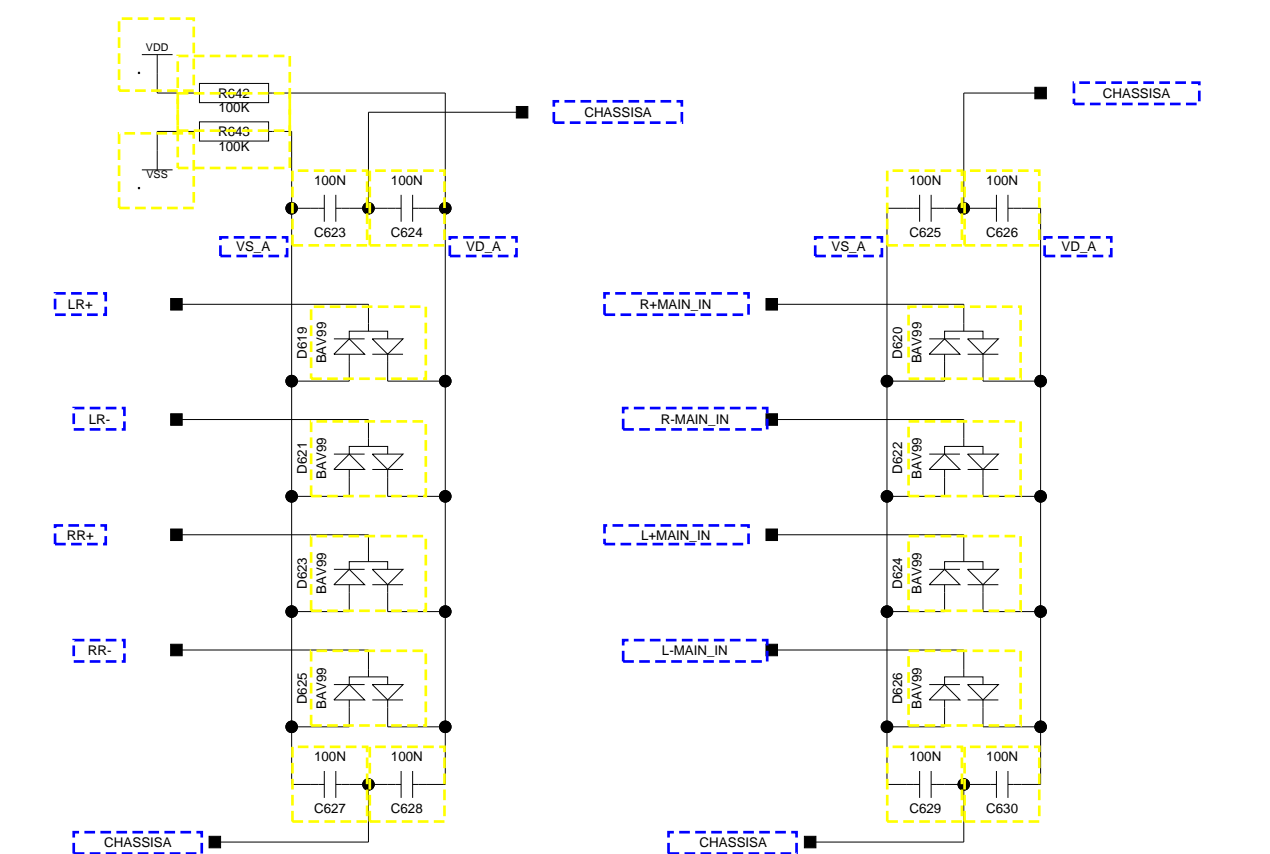 VDD
R642
100K
R643
100K
VSS
CHASSISA
CHASSISA
100N
100N
100N
100N
C623
C624
C625
C626
VS_A
VD_A
VS_A
VD_A
LR+
R+MAIN_IN
D619
BAV99
D620
BAV99
LR-
R-MAIN_IN
D621
BAV99
D622
BAV99
RR+
L+MAIN_IN
D623
BAV99
D624
BAV99
RR-
L-MAIN_IN
D625
BAV99
D626
BAV99
100N
100N
100N
100N
C627
C628
C629
C630
CHASSISA
CHASSISA